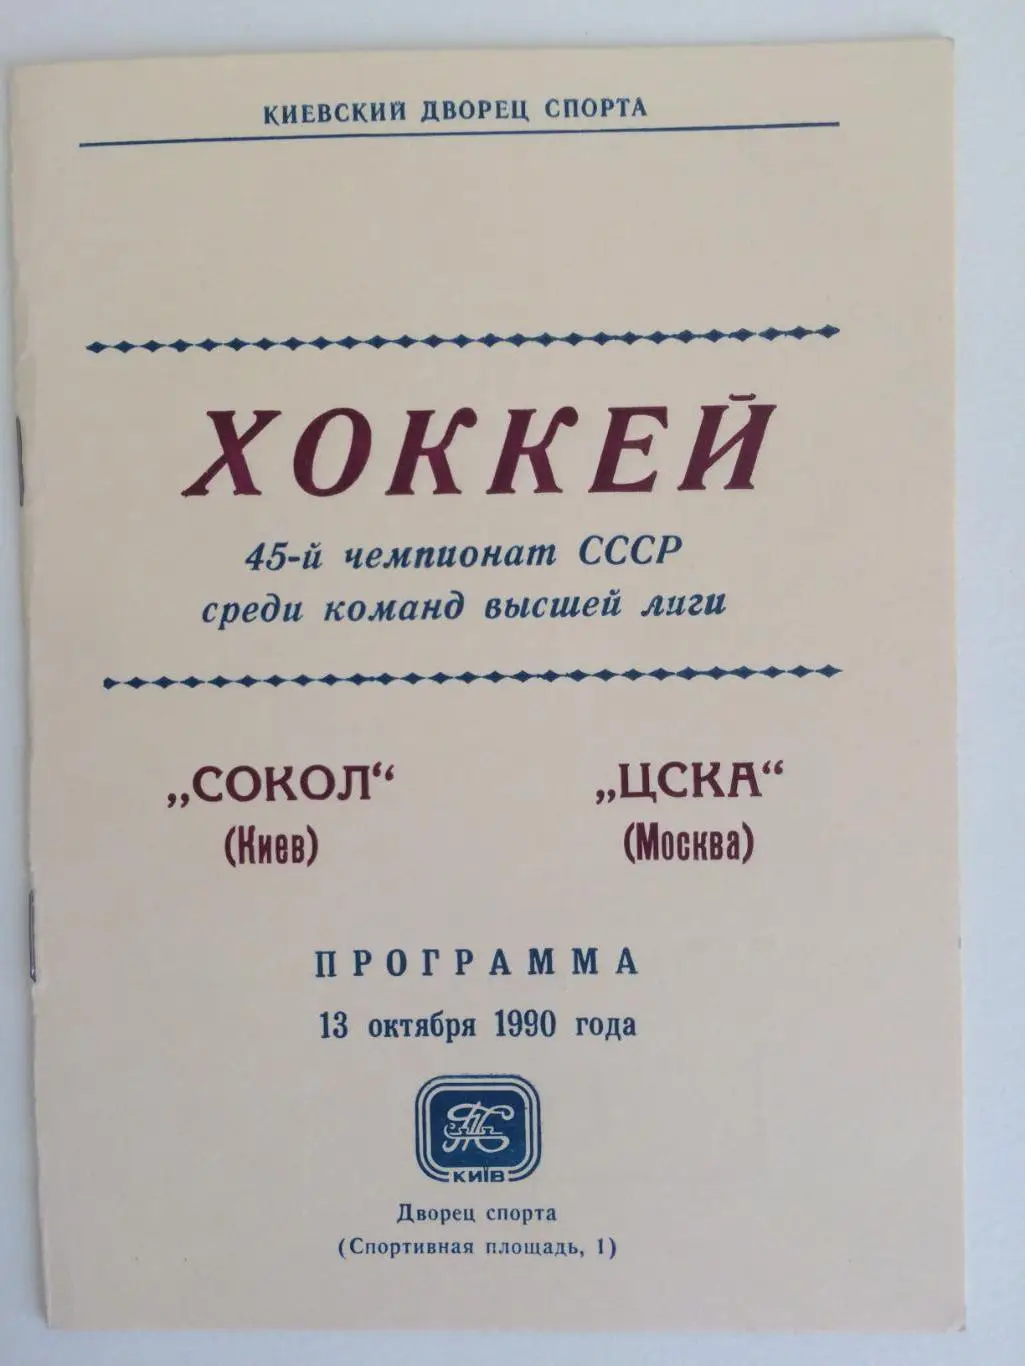 КИЕВСКИЙ ДВОРЕЦ СПОРТА
ХОККЕЙ
45-й чемпионат СССР
среди команд высшей лиги
„СОКОЛ“ „ЦСКА“
(Киев) (Москва)
ПРОГРАММА
13 октября 1990 года
КИЇВ
Дворец спорта
(Спортивная площадь, 1)